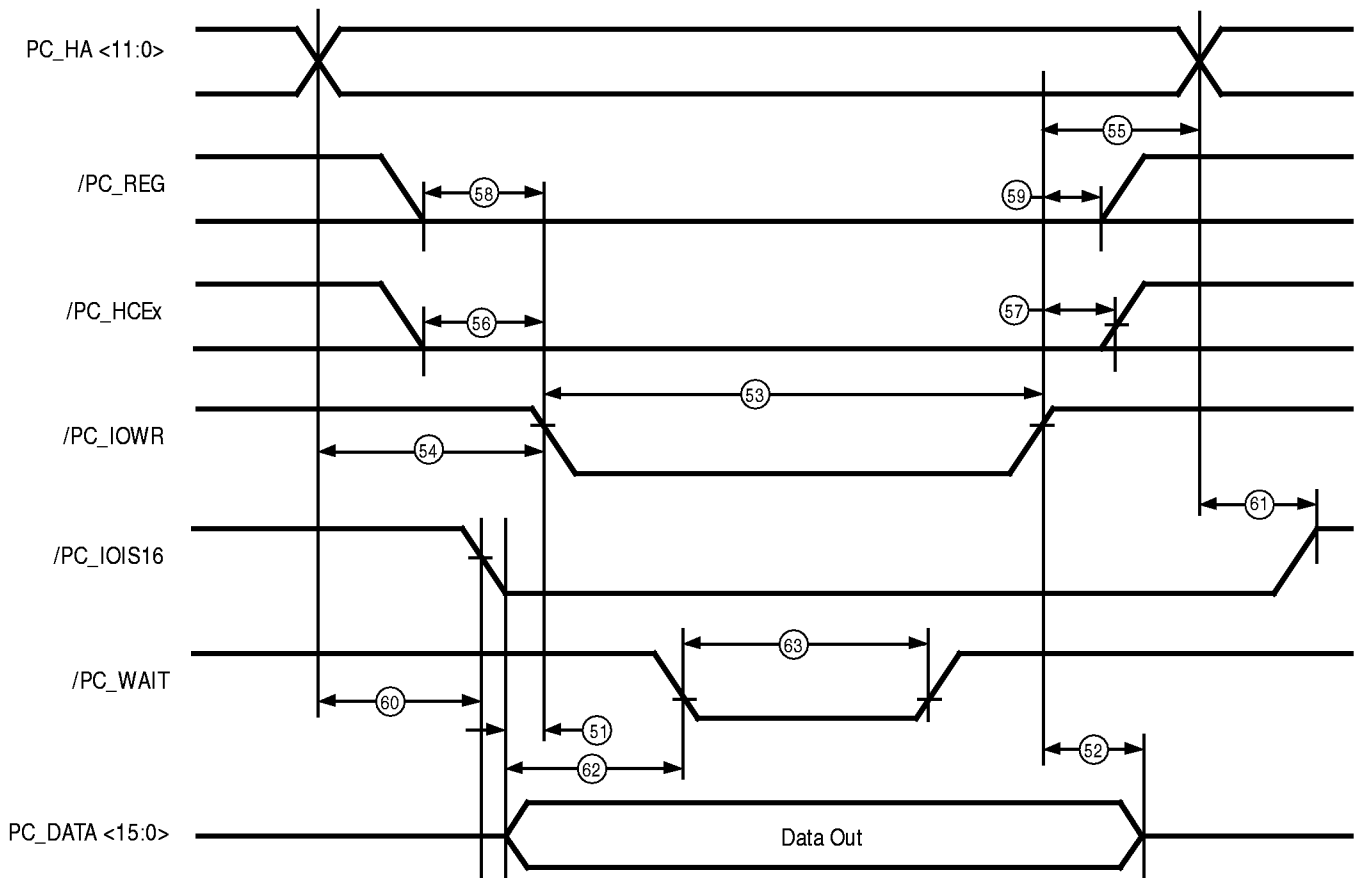 PC_HA <11:0>
55
/PC_REG
58
59
/PC_HCEx
56
57
53
/PC_IOWR
54
61
/PC_IOIS16
63
/PC_WAIT
60
51
52
62
PC_DATA <15:0>
Data Out